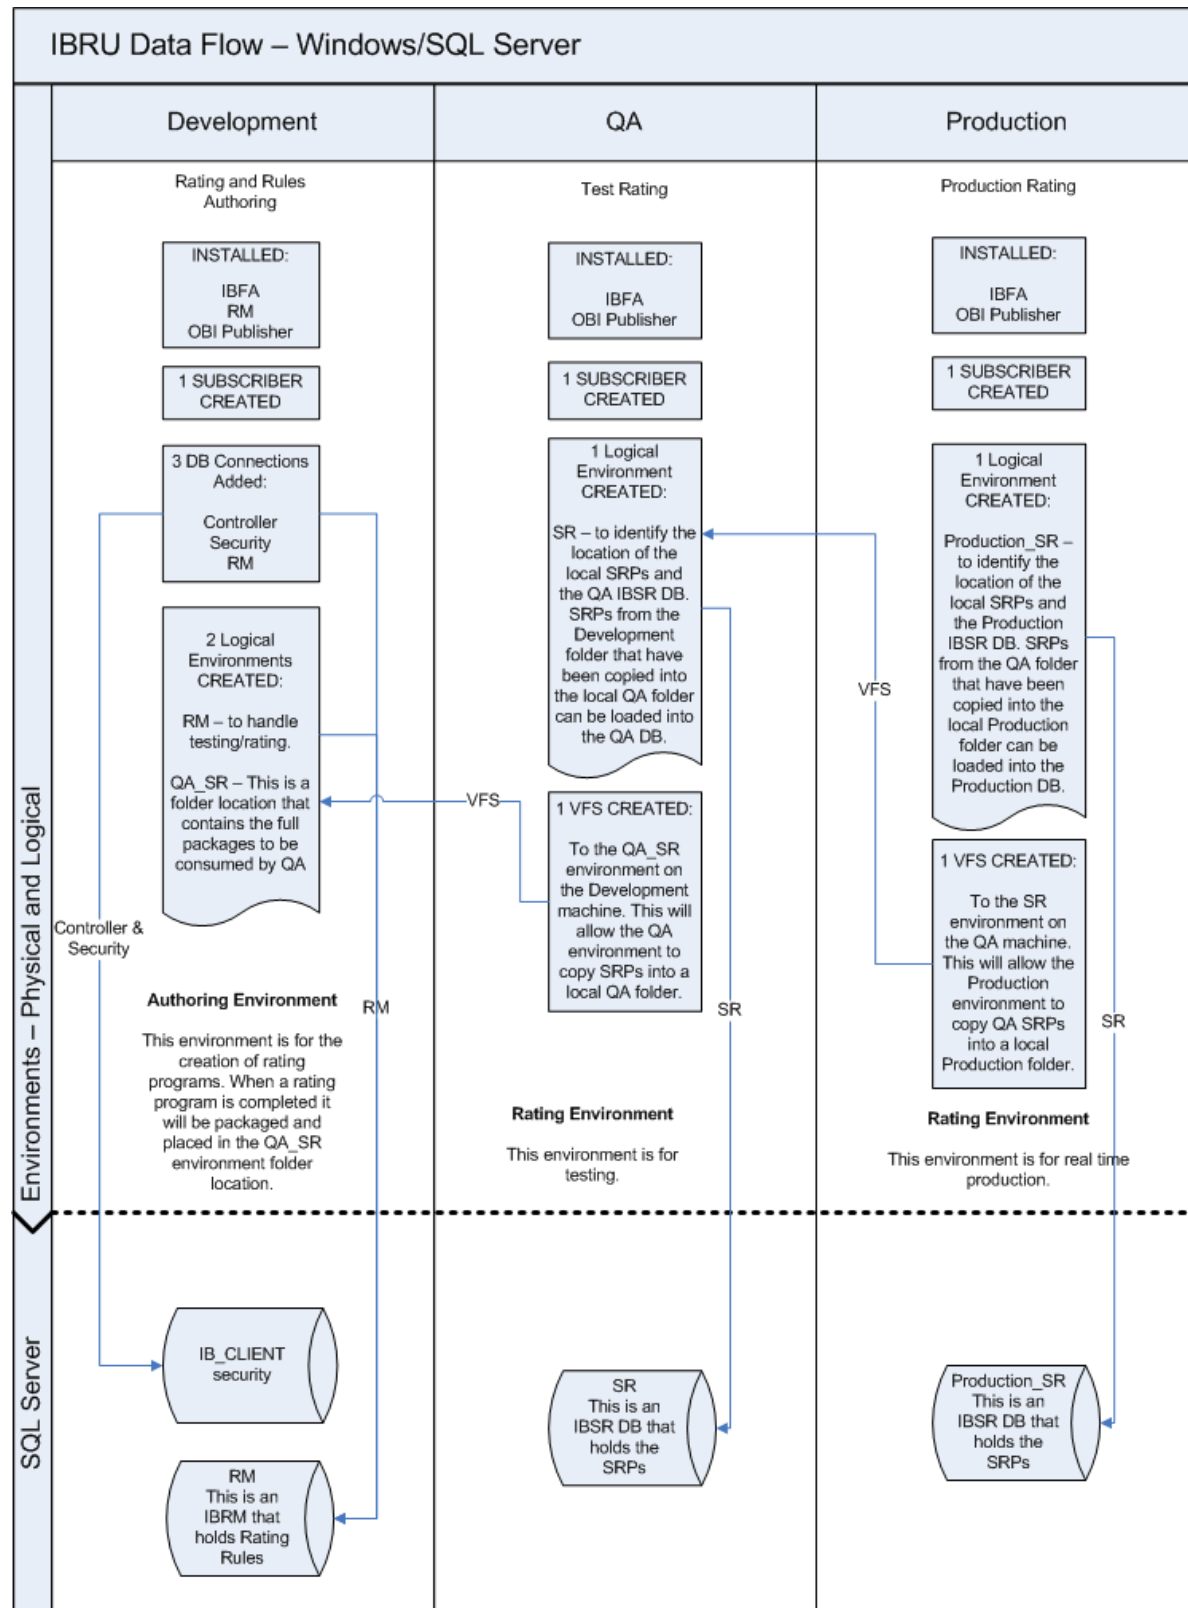 IBRU Data Flow – Windows/SQL Server
Environments – Physical and Logical
SQL Server
Development
Rating and Rules
Authoring
INSTALLED:
IBFA
RM
OBI Publisher
1 SUBSCRIBER
CREATED
3 DB Connections
Added:
Controller
Security
RM
2 Logical
Environments
CREATED:
RM – to handle
testing/rating.
QA_SR – This is a
folder location that
contains the full
packages to be
consumed by QA
Controller &
Security
RM
Authoring Environment
This environment is for the
creation of rating
programs. When a rating
program is completed it
will be packaged and
placed in the QA_SR
environment folder
location.
IB_CLIENT
security
RM
This is an
IBRM that
holds Rating
Rules
QA
Test Rating
INSTALLED:
IBFA
OBI Publisher
1 SUBSCRIBER
CREATED
1 Logical
Environment
CREATED:
SR – to identify the
location of the
local SRPs and
the QA IBSR DB.
SRPs from the
Development
folder that have
been copied into
the local QA folder
can be loaded into
the QA DB.
VFS
1 VFS CREATED:
To the QA_SR
environment on
the Development
machine. This will
allow the QA
environment to
copy SRPs into a
local QA folder.
SR
Rating Environment
This environment is for
testing.
SR
This is an
IBSR DB that
holds the
SRPs
Production
Production Rating
INSTALLED:
IBFA
OBI Publisher
1 SUBSCRIBER
CREATED
1 Logical
Environment
CREATED:
Production_SR –
to identify the
location of the
local SRPs and
the Production
IBSR DB. SRPs
from the QA folder
that have been
copied into the
local Production
folder can be
loaded into the
Production DB.
VFS
1 VFS CREATED:
To the SR
environment on
the QA machine.
This will allow the
Production
environment to
copy QA SRPs
into a local
Production folder.
SR
Rating Environment
This environment is for real time
production.
Production_SR
This is an
IBSR DB that
holds the
SRPs